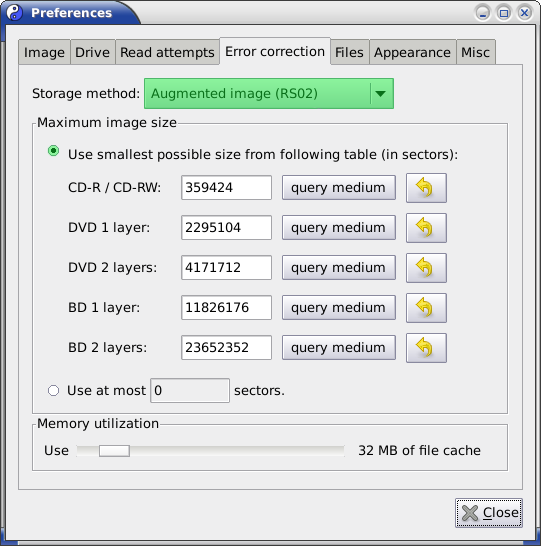 Preferences
Image Drive Read attempts Error correction Files Appearance Misc
Storage method: Augmented image (RS02)
Maximum image size
Use smallest possible size from following table (in sectors):
CD-R / CD-RW: 359424 query medium
DVD 1 layer: 2295104 query medium
DVD 2 layers: 4171712 query medium
BD 1 layer: 11826176 query medium
BD 2 layers: 23652352 query medium
Use at most 0 sectors.
Memory utilization
Use 32 MB of file cache
Close